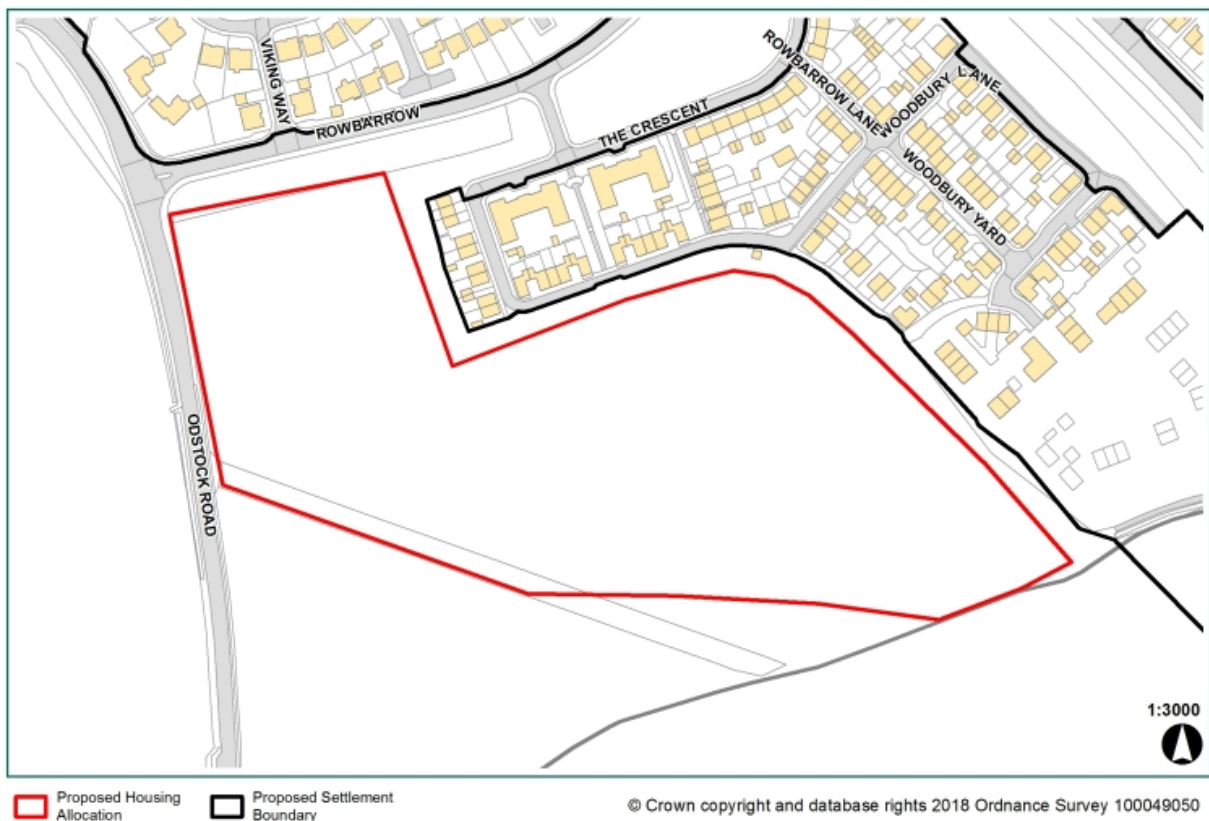 VIKING WAY
ROWBARROW
THE CRESCENT
ROWBARROW LANE
WOODBURY LANE
WOODBURY YARD
ODSTOCK ROAD
1:3000
Proposed Housing
Allocation
Proposed Settlement
Boundary
© Crown copyright and database rights 2018 Ordnance Survey 100049050